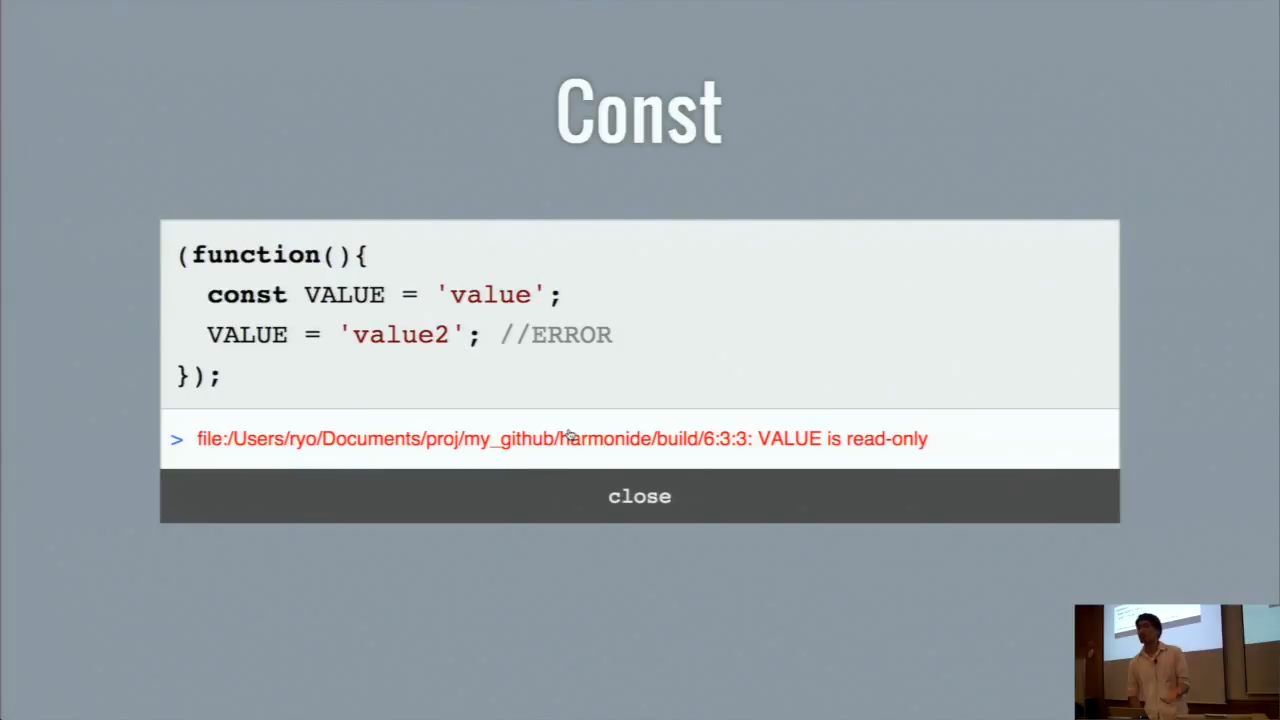 Const
(function(){
  const VALUE = 'value';
  VALUE = 'value2'; //ERROR
});
> file:/Users/ryo/Documents/proj/my_github/harmonide/build/6:3:3: VALUE is read-only
close